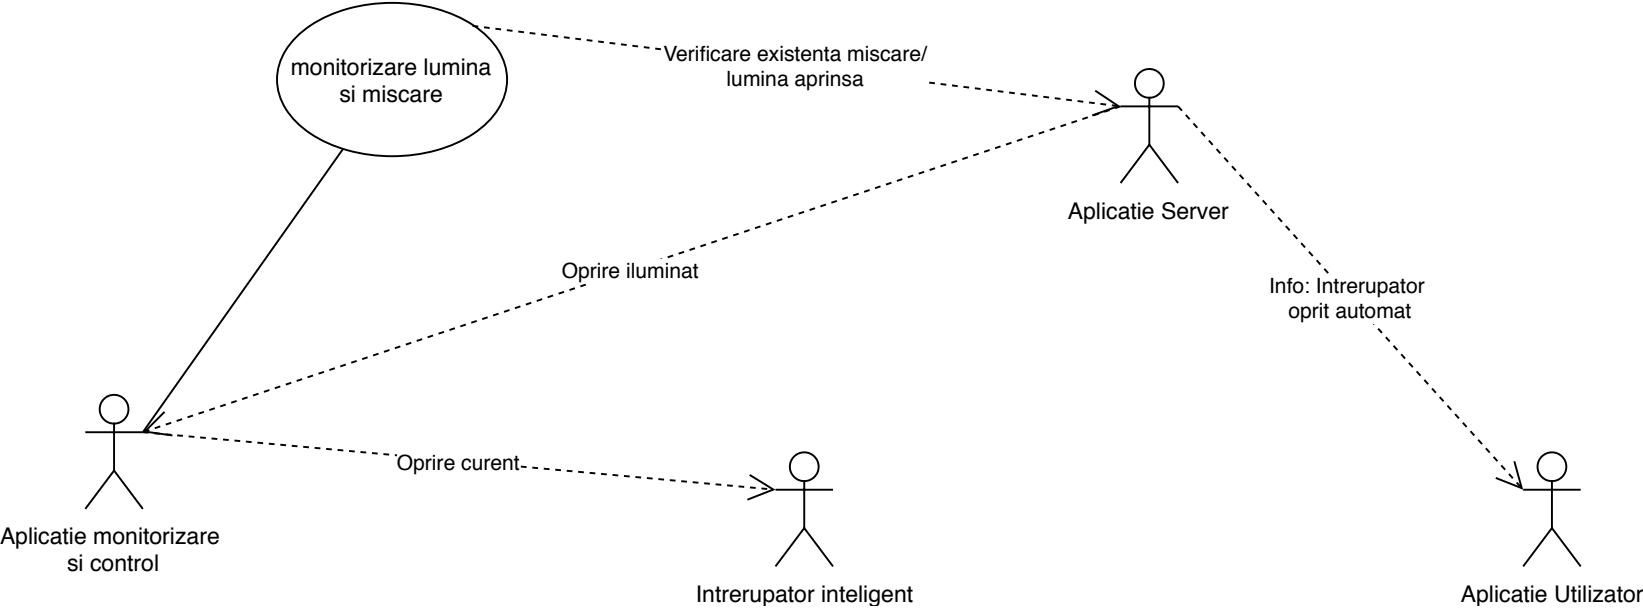 monitorizare lumina
si miscare
Verificare existenta miscare/
lumina aprinsa
Aplicatie Server
Oprire iluminat
Info: Intrerupator
oprit automat
Oprire curent
Aplicatie monitorizare
si control
Intrerupator inteligent
Aplicatie Utilizator